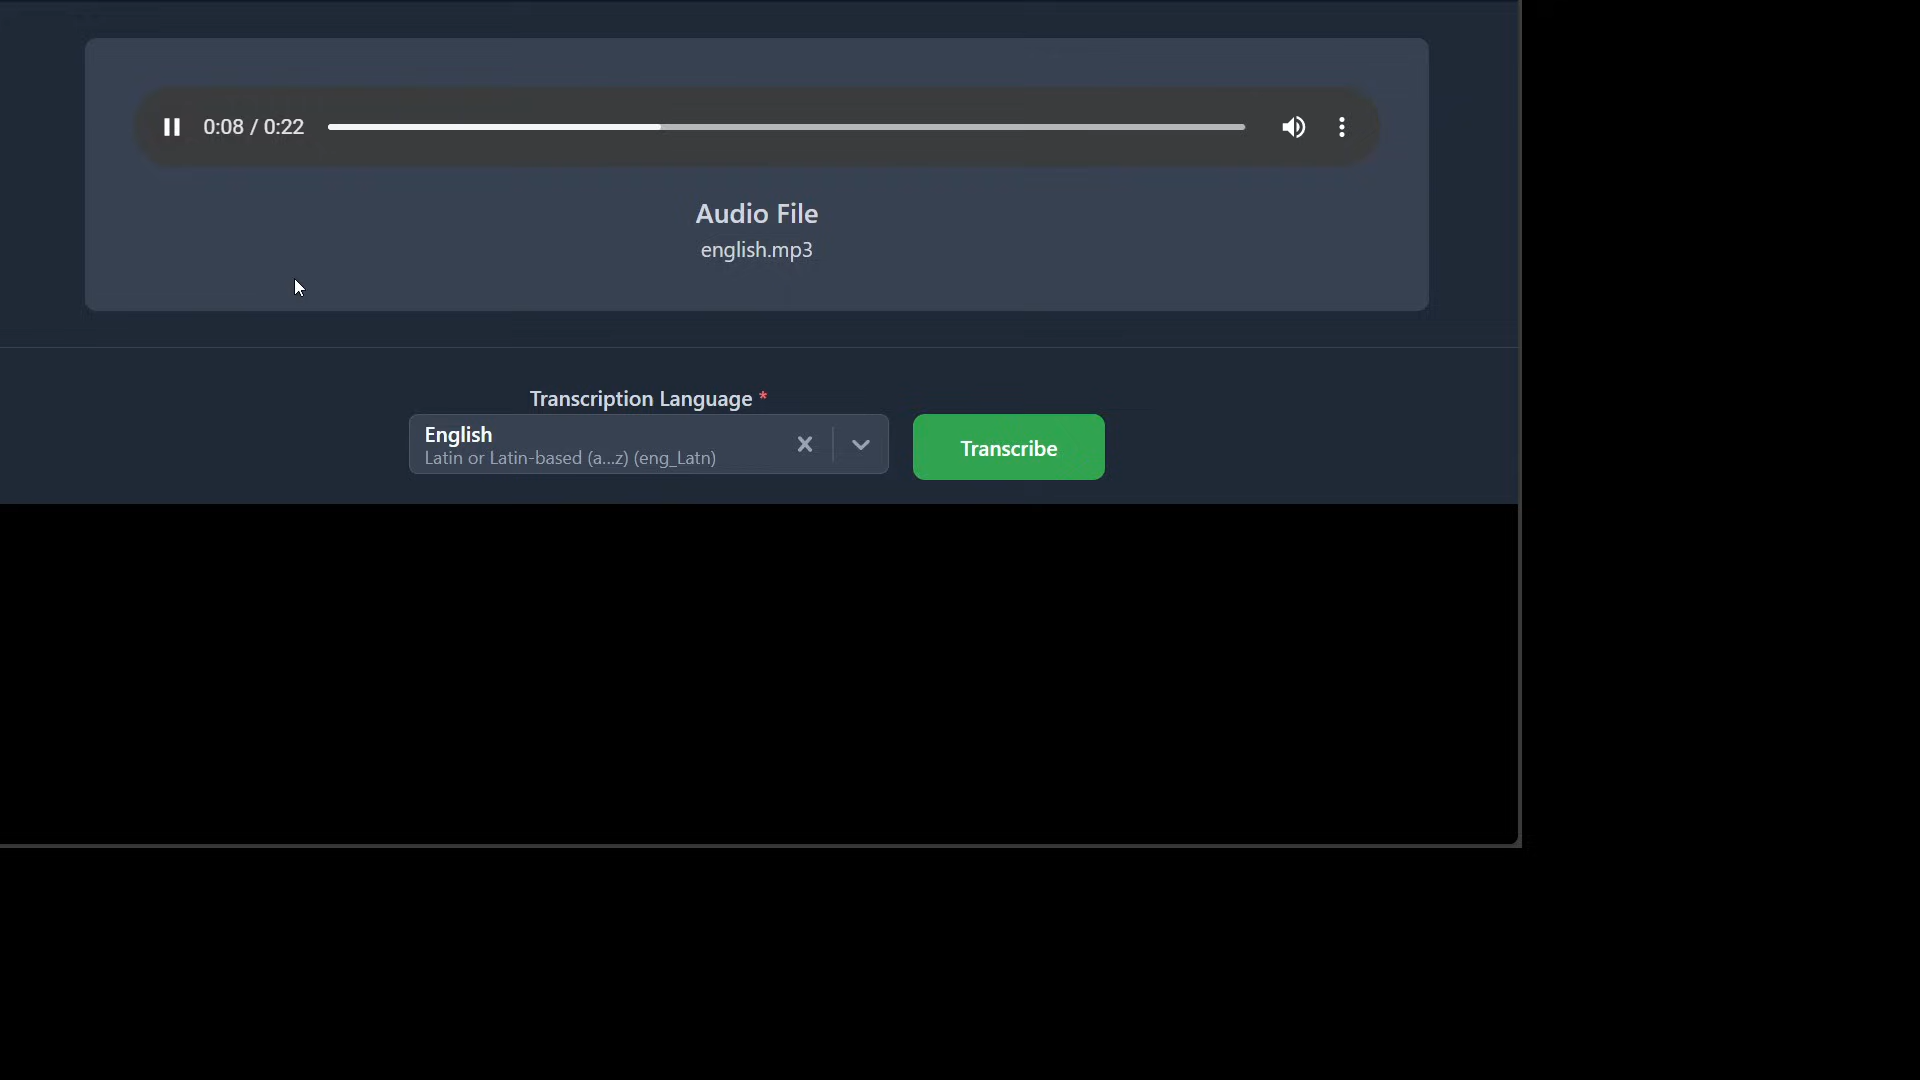 0:08 / 0:22
Audio File
english.mp3
Transcription Language *
English
Latin or Latin-based (a...z) (eng_Latn)
Transcribe